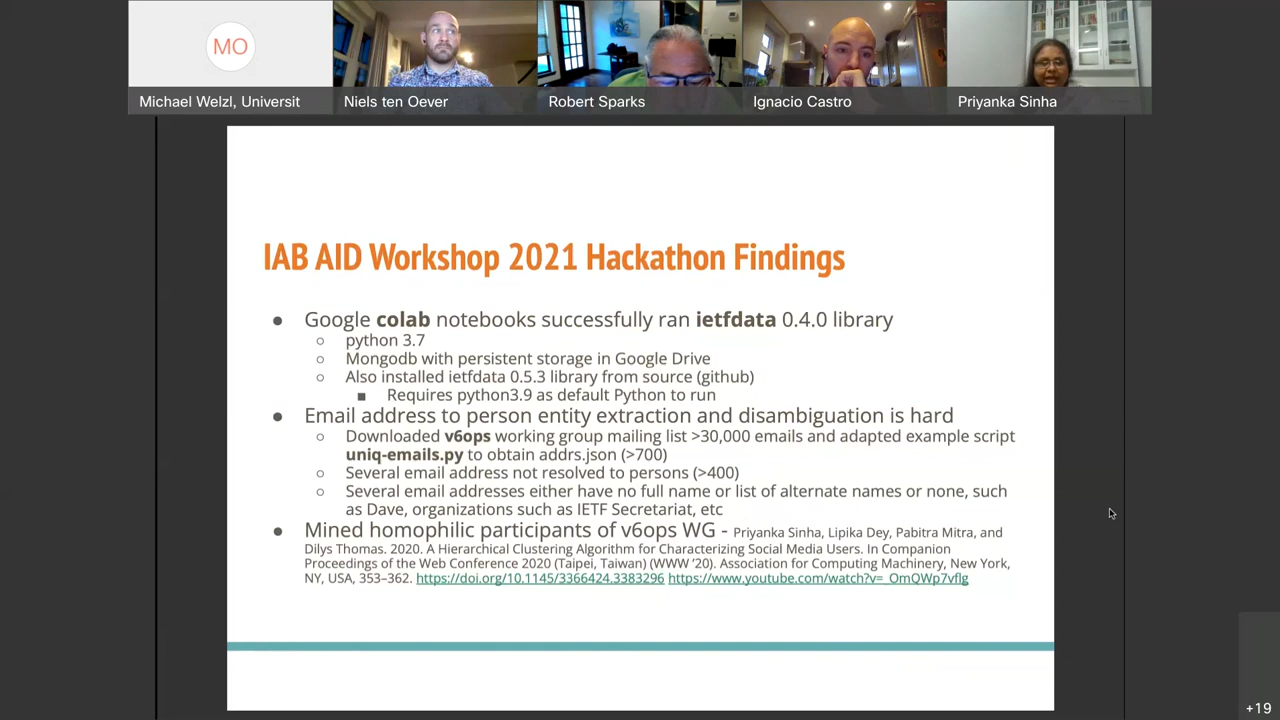 MO
Michael Welzl, Universit
Niels ten Oever
Robert Sparks
Ignacio Castro
Priyanka Sinha
IAB AID Workshop 2021 Hackathon Findings
● Google colab notebooks successfully ran ietfdata 0.4.0 library
○ python 3.7
○ Mongodb with persistent storage in Google Drive
○ Also installed ietfdata 0.5.3 library from source (github)
■ Requires python3.9 as default Python to run
● Email address to person entity extraction and disambiguation is hard
○ Downloaded v6ops working group mailing list >30,000 emails and adapted example script
uniq-emails.py to obtain addrs.json (>700)
○ Several email address not resolved to persons (>400)
○ Several email addresses either have no full name or list of alternate names or none, such
as Dave, organizations such as IETF Secretariat, etc
● Mined homophilic participants of v6ops WG - Priyanka Sinha, Lipika Dey, Pabitra Mitra, and
Dilys Thomas. 2020. A Hierarchical Clustering Algorithm for Characterizing Social Media Users. In Companion
Proceedings of the Web Conference 2020 (Taipei, Taiwan) (WWW '20). Association for Computing Machinery, New York,
NY, USA, 353–362. https://doi.org/10.1145/3366424.3383296 https://www.youtube.com/watch?v=_OmQWp7vflg
+19